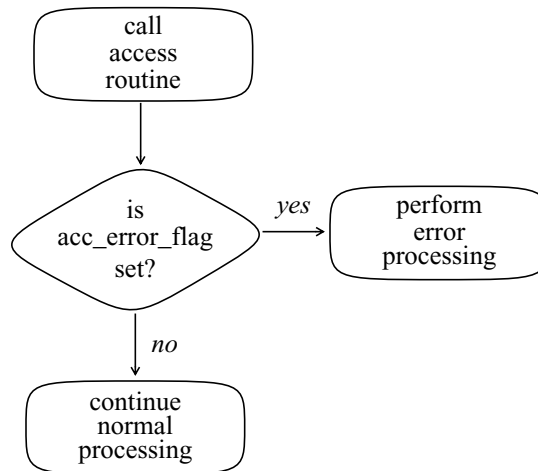 call
access
routine
is
acc_error_flag
set?
yes
perform
error
processing
no
continue
normal
processing